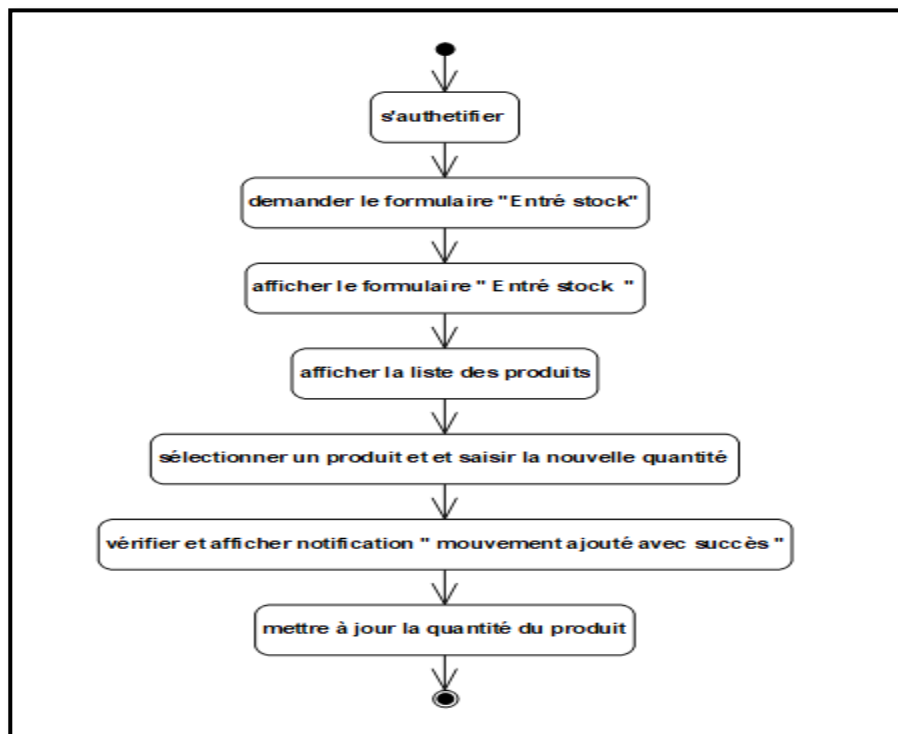 s'authetifier
demander le formulaire "Entré stock"
afficher le formulaire " Entré stock "
afficher la liste des produits
sélectionner un produit et et saisir la nouvelle quantité
vérifier et afficher notification " mouvement ajouté avec succès "
mettre à jour la quantité du produit